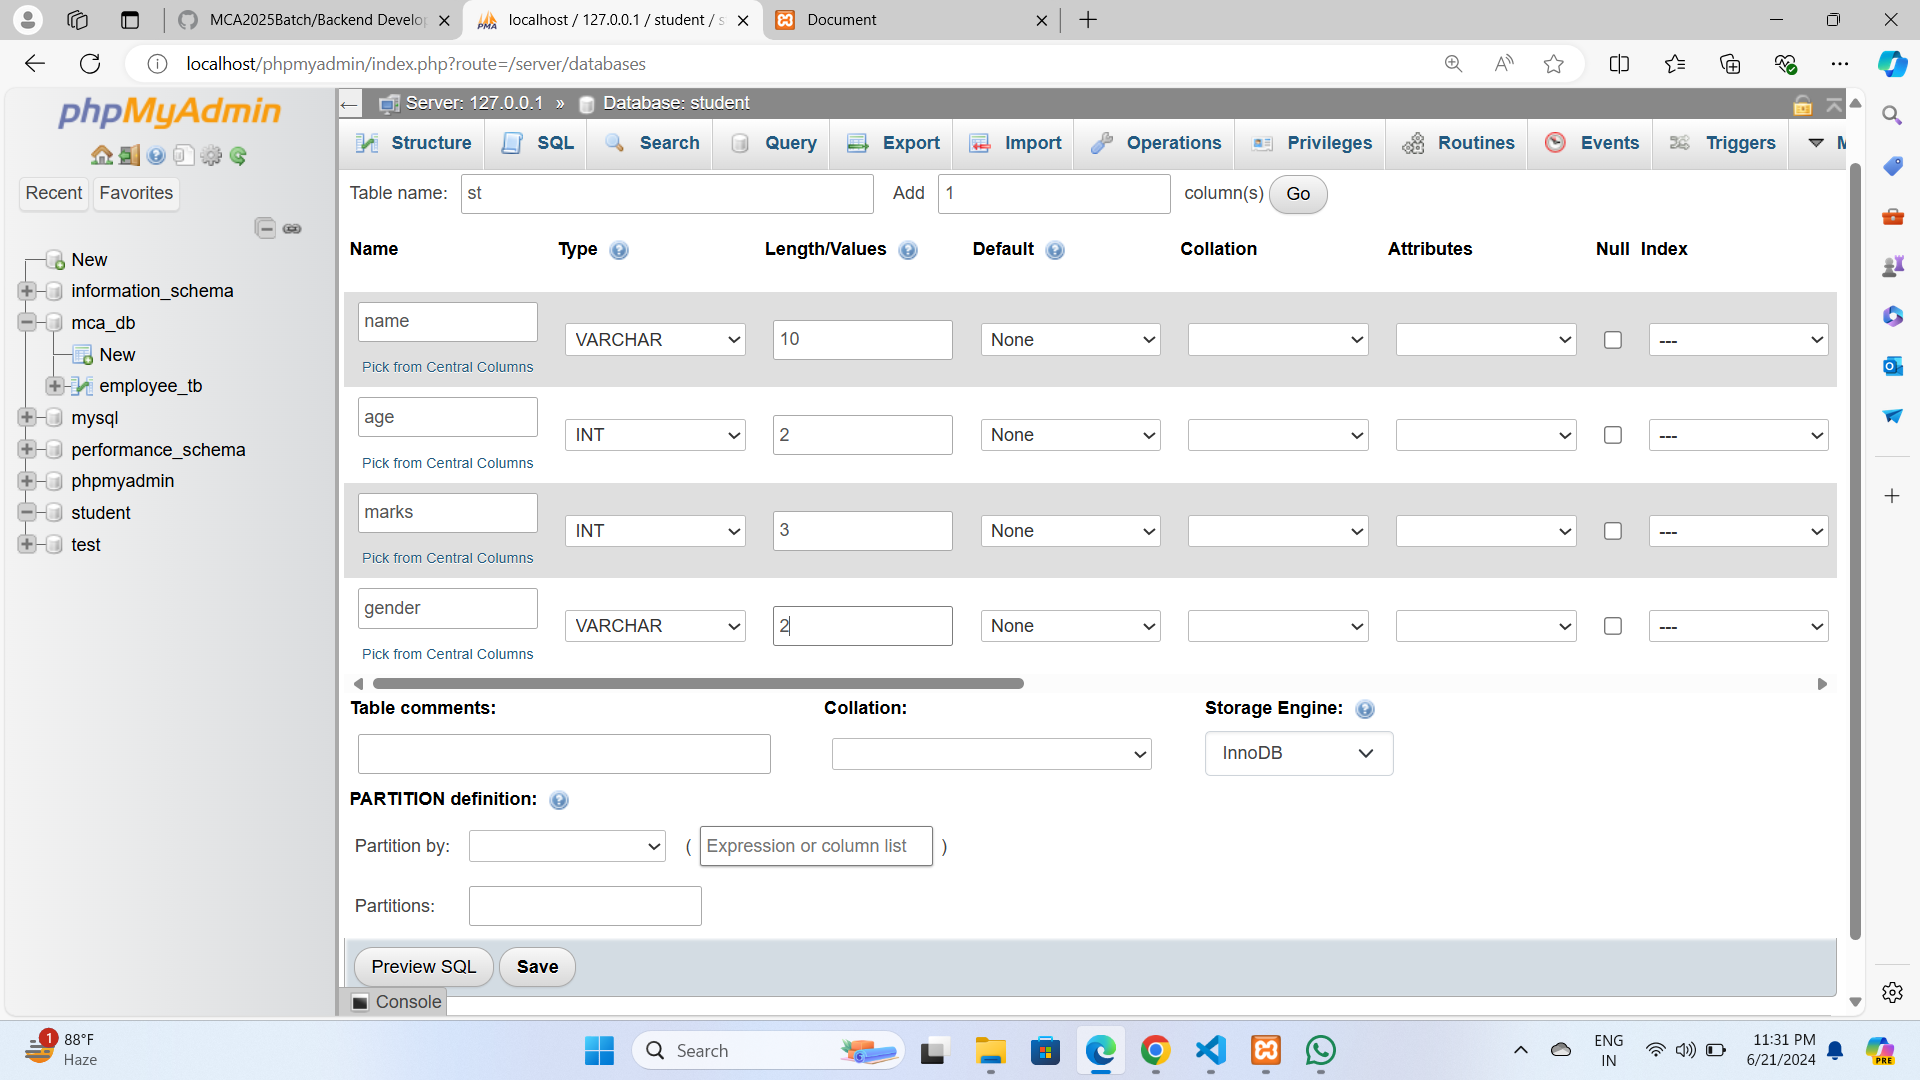 MCA2025Batch/Backend Develop
localhost / 127.0.0.1 / student / s
Document
localhost/phpmyadmin/index.php?route=/server/databases
phpMyAdmin
Recent
Favorites
New
information_schema
mca_db
New
employee_tb
mysql
performance_schema
phpmyadmin
student
test
Server: 127.0.0.1 » Database: student
Structure
SQL
Search
Query
Export
Import
Operations
Privileges
Routines
Events
Triggers
M
Table name: st Add 1 column(s) Go
Name Type Length/Values Default Collation Attributes Null Index
name VARCHAR 10 None ---
Pick from Central Columns
age INT 2 None ---
Pick from Central Columns
marks INT 3 None ---
Pick from Central Columns
gender VARCHAR 2 None ---
Pick from Central Columns
Table comments: Collation: Storage Engine:
InnoDB
PARTITION definition:
Partition by: ( Expression or column list )
Partitions:
Preview SQL Save
Console
1
88°F
Haze
Search
PRE
ENG
IN
11:31 PM
6/21/2024